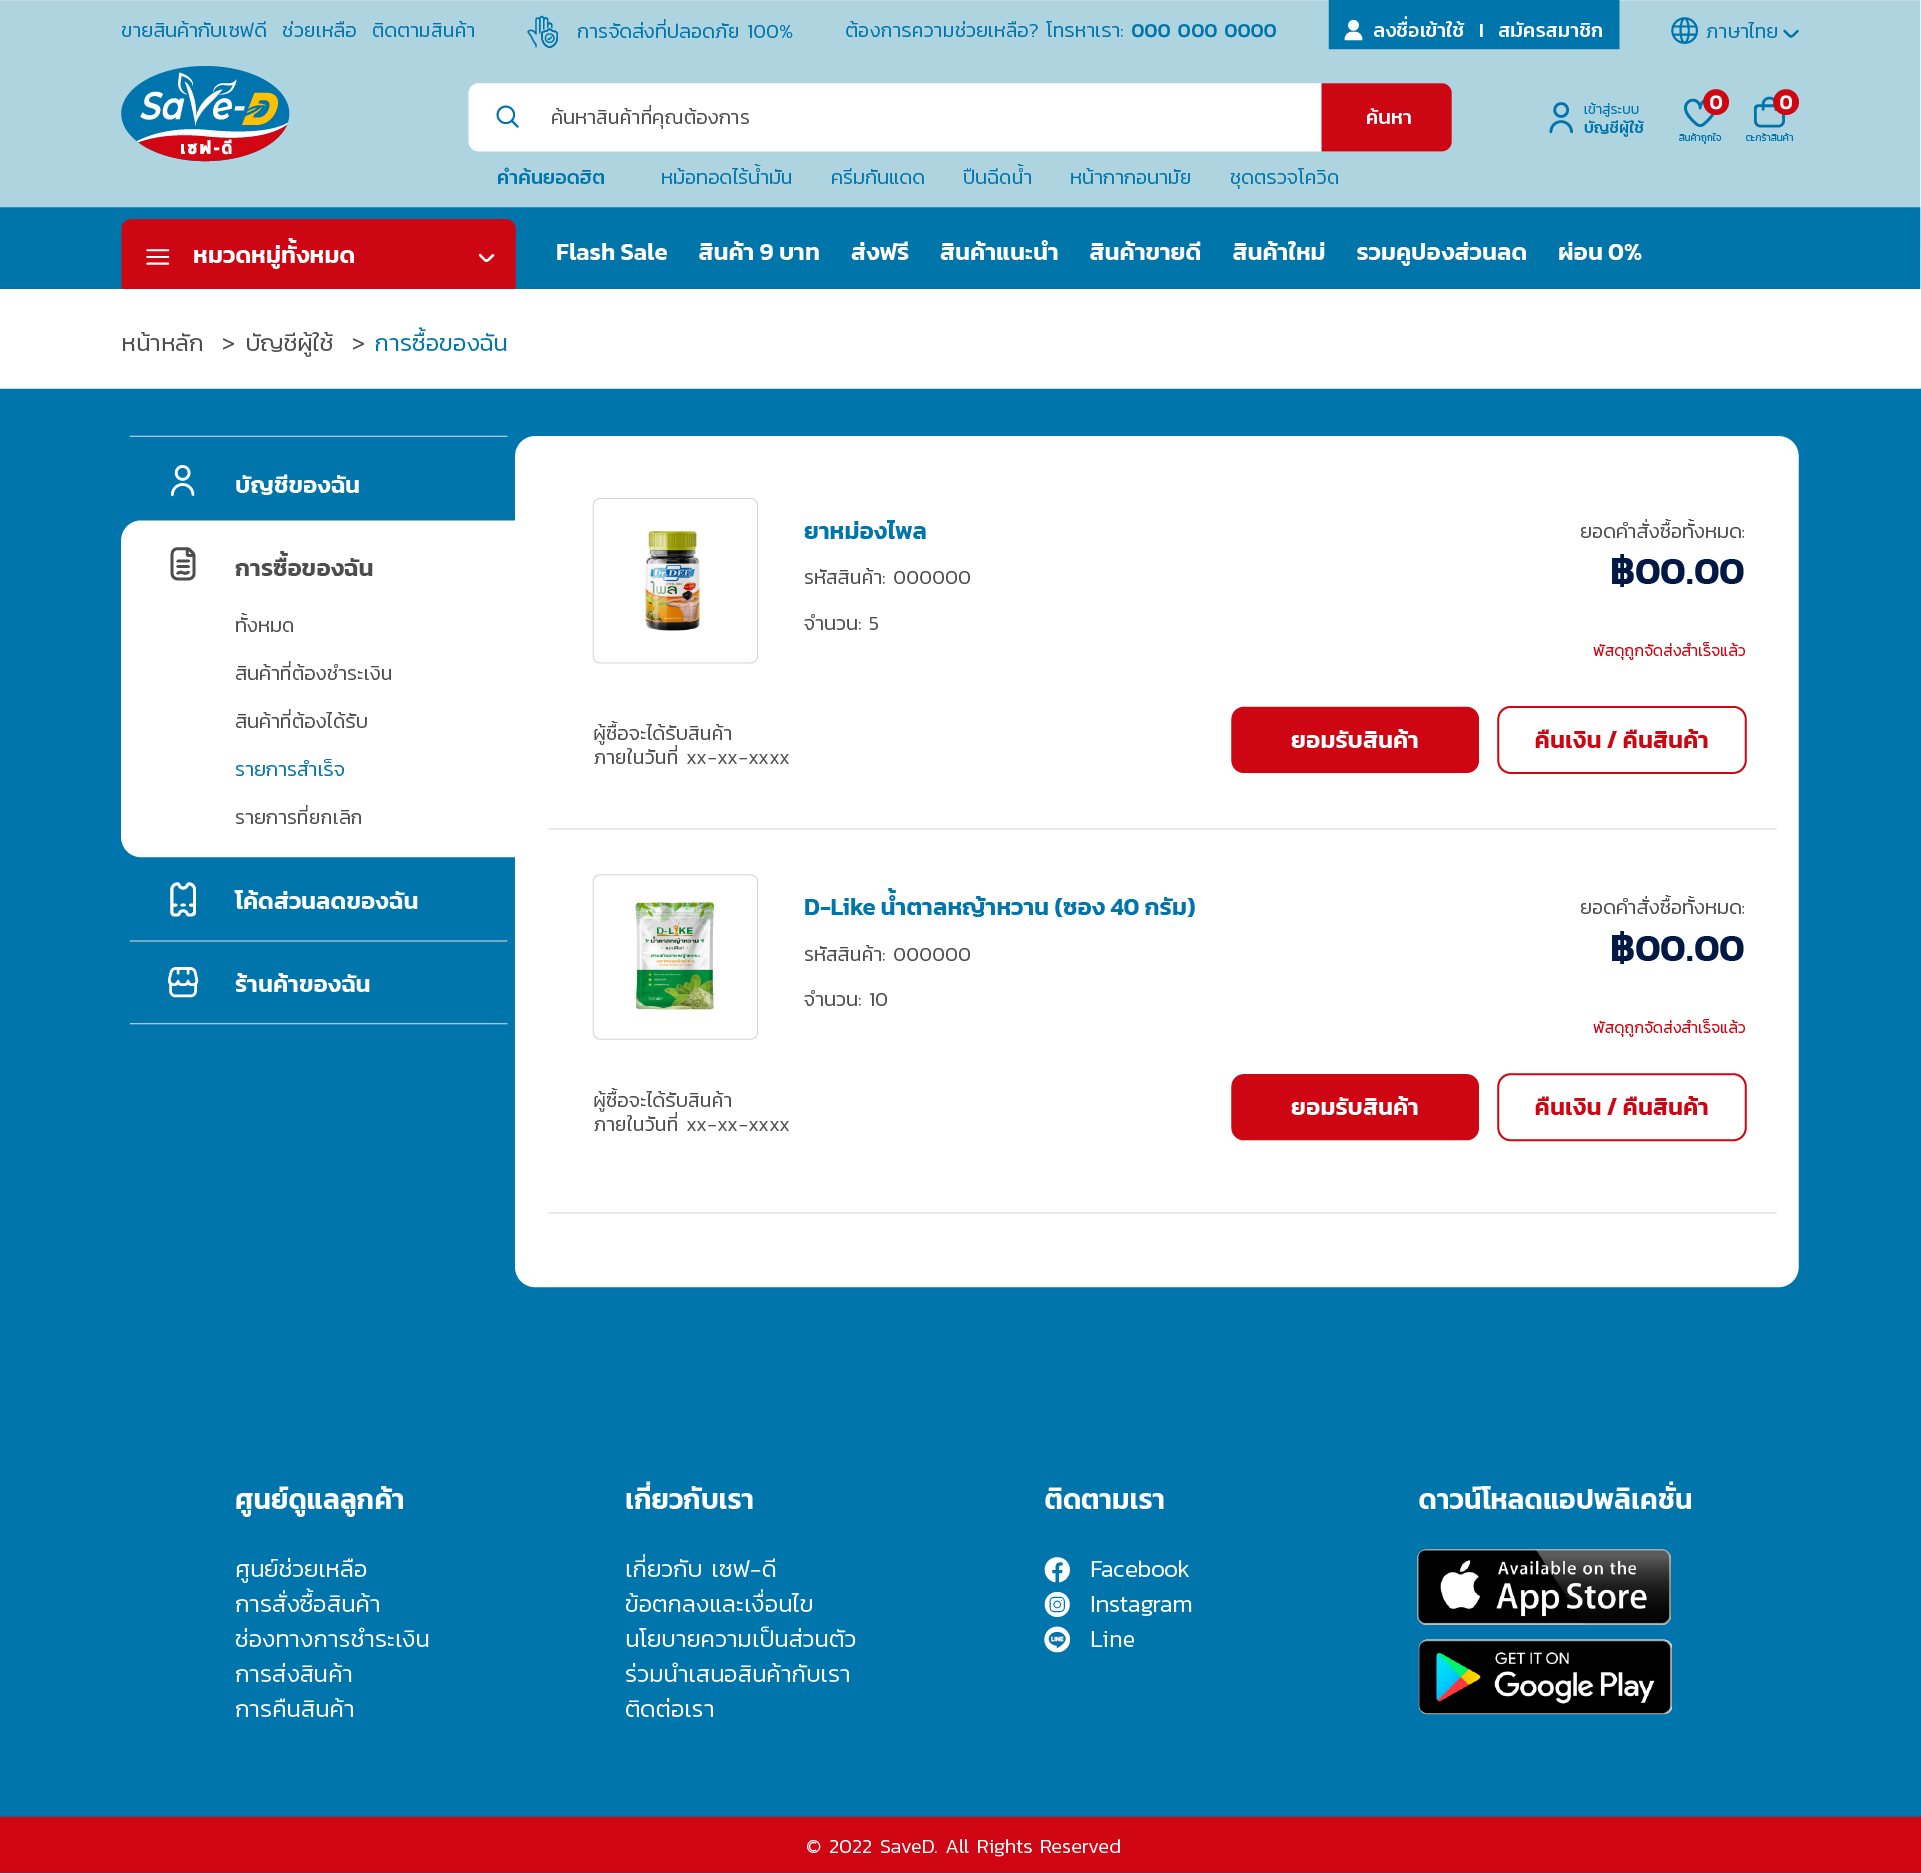 ขายสินค้ากับเซฟดี ช่วยเหลือ ติดตามสินค้า การจัดส่งที่ปลอดภัย 100% ต้องการความช่วยเหลือ? โทรหาเรา: 000 000 0000 ลงชื่อเข้าใช้ | สมัครสมาชิก ภาษาไทย
SaVe-D
เซฟ-ดี
ค้นหาสินค้าที่คุณต้องการ ค้นหา
เข้าสู่ระบบ
บัญชีผู้ใช้
0 0
สินค้าถูกใจ ตะกร้าสินค้า
คำค้นยอดฮิต หม้อทอดไร้น้ำมัน ครีมกันแดด ปืนฉีดน้ำ หน้ากากอนามัย ชุดตรวจโควิด
หมวดหมู่ทั้งหมด Flash Sale สินค้า 9 บาท ส่งฟรี สินค้าแนะนำ สินค้าขายดี สินค้าใหม่ รวมคูปองส่วนลด ผ่อน 0%
หน้าหลัก > บัญชีผู้ใช้ > การซื้อของฉัน
บัญชีของฉัน
การซื้อของฉัน
ทั้งหมด
สินค้าที่ต้องชำระเงิน
สินค้าที่ต้องได้รับ
รายการสำเร็จ
รายการที่ยกเลิก
โค้ดส่วนลดของฉัน
ร้านค้าของฉัน
ไพล
ยาหม่องไพล
รหัสสินค้า: 000000
จำนวน: 5
ยอดคำสั่งซื้อทั้งหมด:
฿00.00
พัสดุถูกจัดส่งสำเร็จแล้ว
ผู้ซื้อจะได้รับสินค้า
ภายในวันที่ xx-xx-xxxx
ยอมรับสินค้า คืนเงิน / คืนสินค้า
D-LIKE
น้ำตาลหญ้าหวาน
D-Like น้ำตาลหญ้าหวาน (ซอง 40 กรัม)
รหัสสินค้า: 000000
จำนวน: 10
ยอดคำสั่งซื้อทั้งหมด:
฿00.00
พัสดุถูกจัดส่งสำเร็จแล้ว
ผู้ซื้อจะได้รับสินค้า
ภายในวันที่ xx-xx-xxxx
ยอมรับสินค้า คืนเงิน / คืนสินค้า
ศูนย์ดูแลลูกค้า
ศูนย์ช่วยเหลือ
การสั่งซื้อสินค้า
ช่องทางการชำระเงิน
การส่งสินค้า
การคืนสินค้า
เกี่ยวกับเรา
เกี่ยวกับ เซฟ-ดี
ข้อตกลงและเงื่อนไข
นโยบายความเป็นส่วนตัว
ร่วมนำเสนอสินค้ากับเรา
ติดต่อเรา
ติดตามเรา
Facebook
Instagram
Line
ดาวน์โหลดแอปพลิเคชั่น
Available on the
App Store
GET IT ON
Google Play
© 2022 SaveD. All Rights Reserved